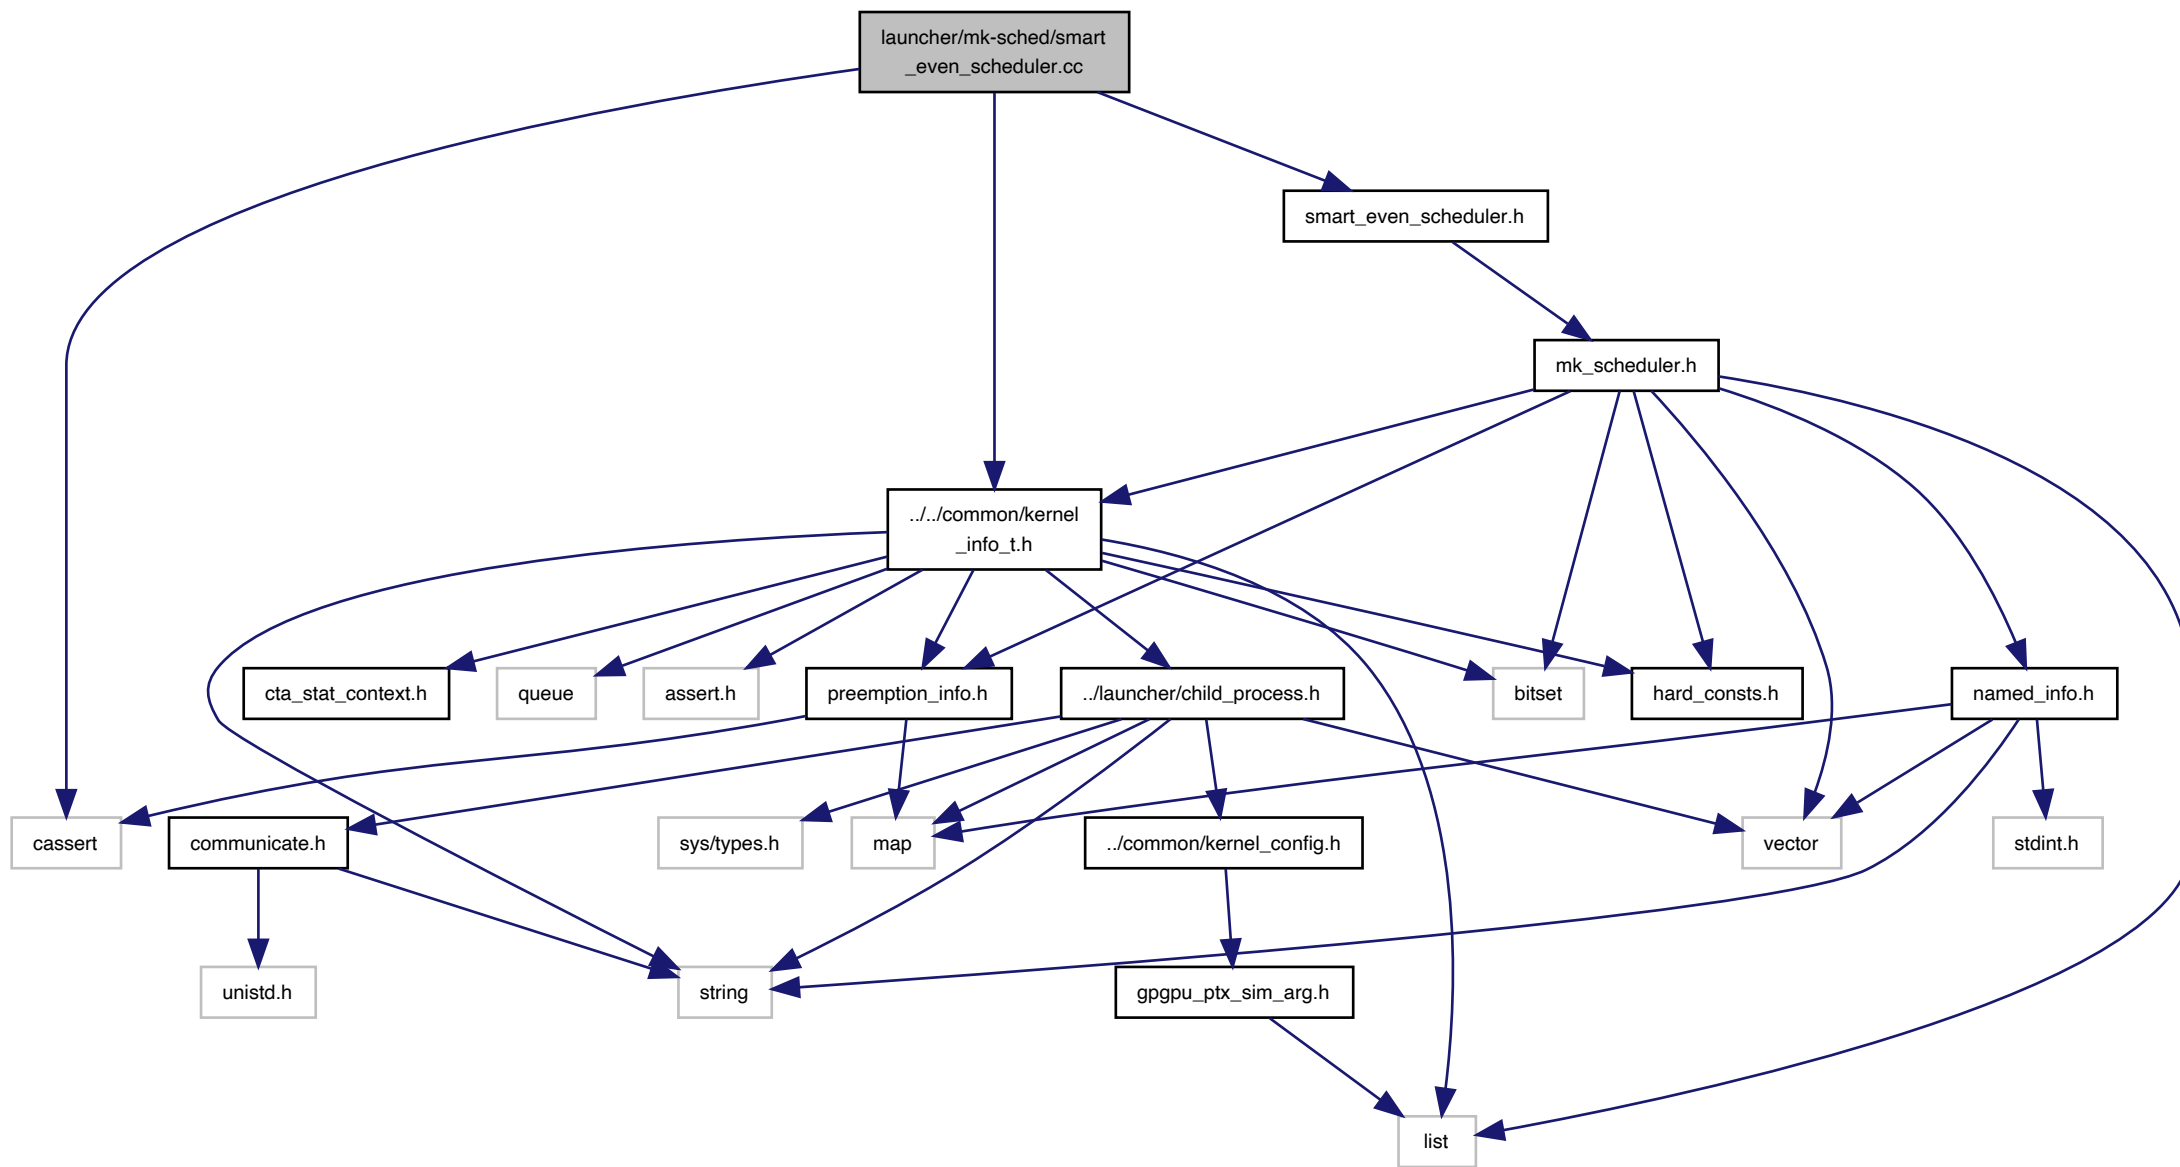 launcher/mk-sched/smart
_even_scheduler.cc
smart_even_scheduler.h
mk_scheduler.h
../../common/kernel
_info_t.h
cta_stat_context.h
queue
assert.h
preemption_info.h
../launcher/child_process.h
bitset
hard_consts.h
named_info.h
cassert
communicate.h
sys/types.h
map
../common/kernel_config.h
vector
stdint.h
unistd.h
string
gpgpu_ptx_sim_arg.h
list